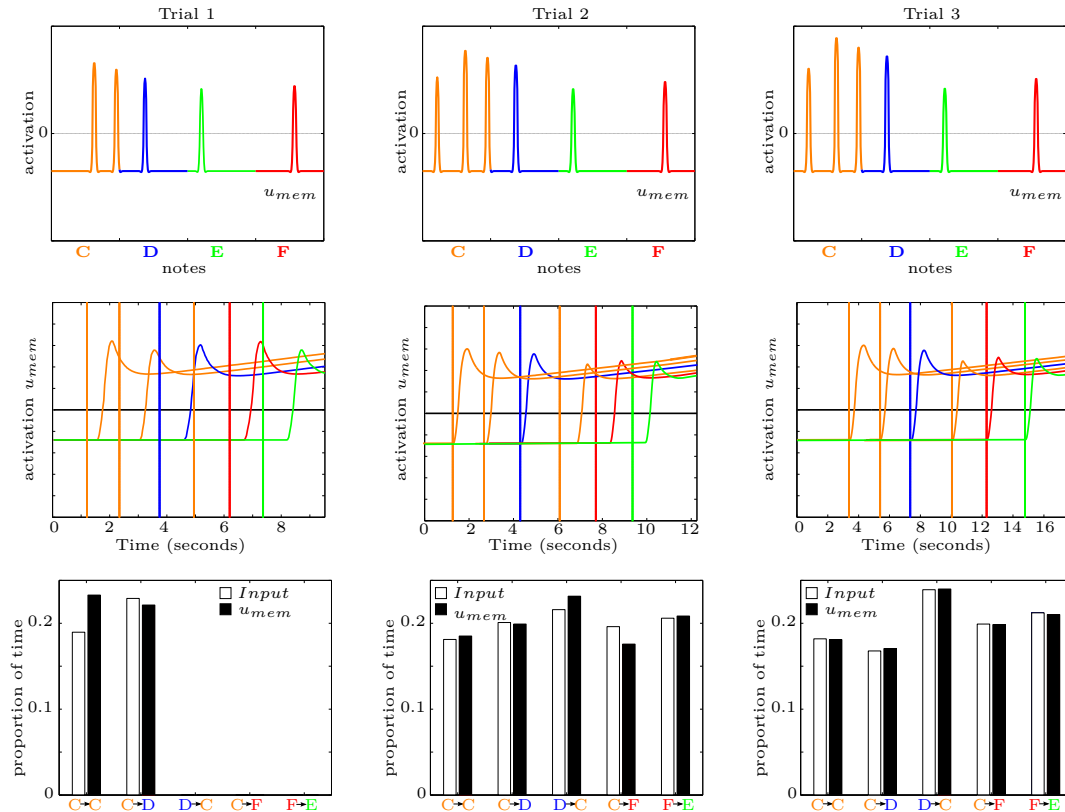 Trial 1 Trial 2 Trial 3
activation 0 u_mem activation 0 u_mem activation 0 u_mem
C D E F C D E F C D E F
notes notes notes
activation u_mem activation u_mem activation u_mem
0 2 4 6 8 0 2 4 6 8 10 12 0 2 4 6 8 10 12 14 16
Time (seconds) Time (seconds) Time (seconds)
proportion of time proportion of time proportion of time
Input Input Input
u_mem u_mem u_mem
0.2 0.2 0.2
0.1 0.1 0.1
0 0 0
C→C C→D D→C C→F F→E C→C C→D D→C C→F F→E C→C C→D D→C C→F F→E